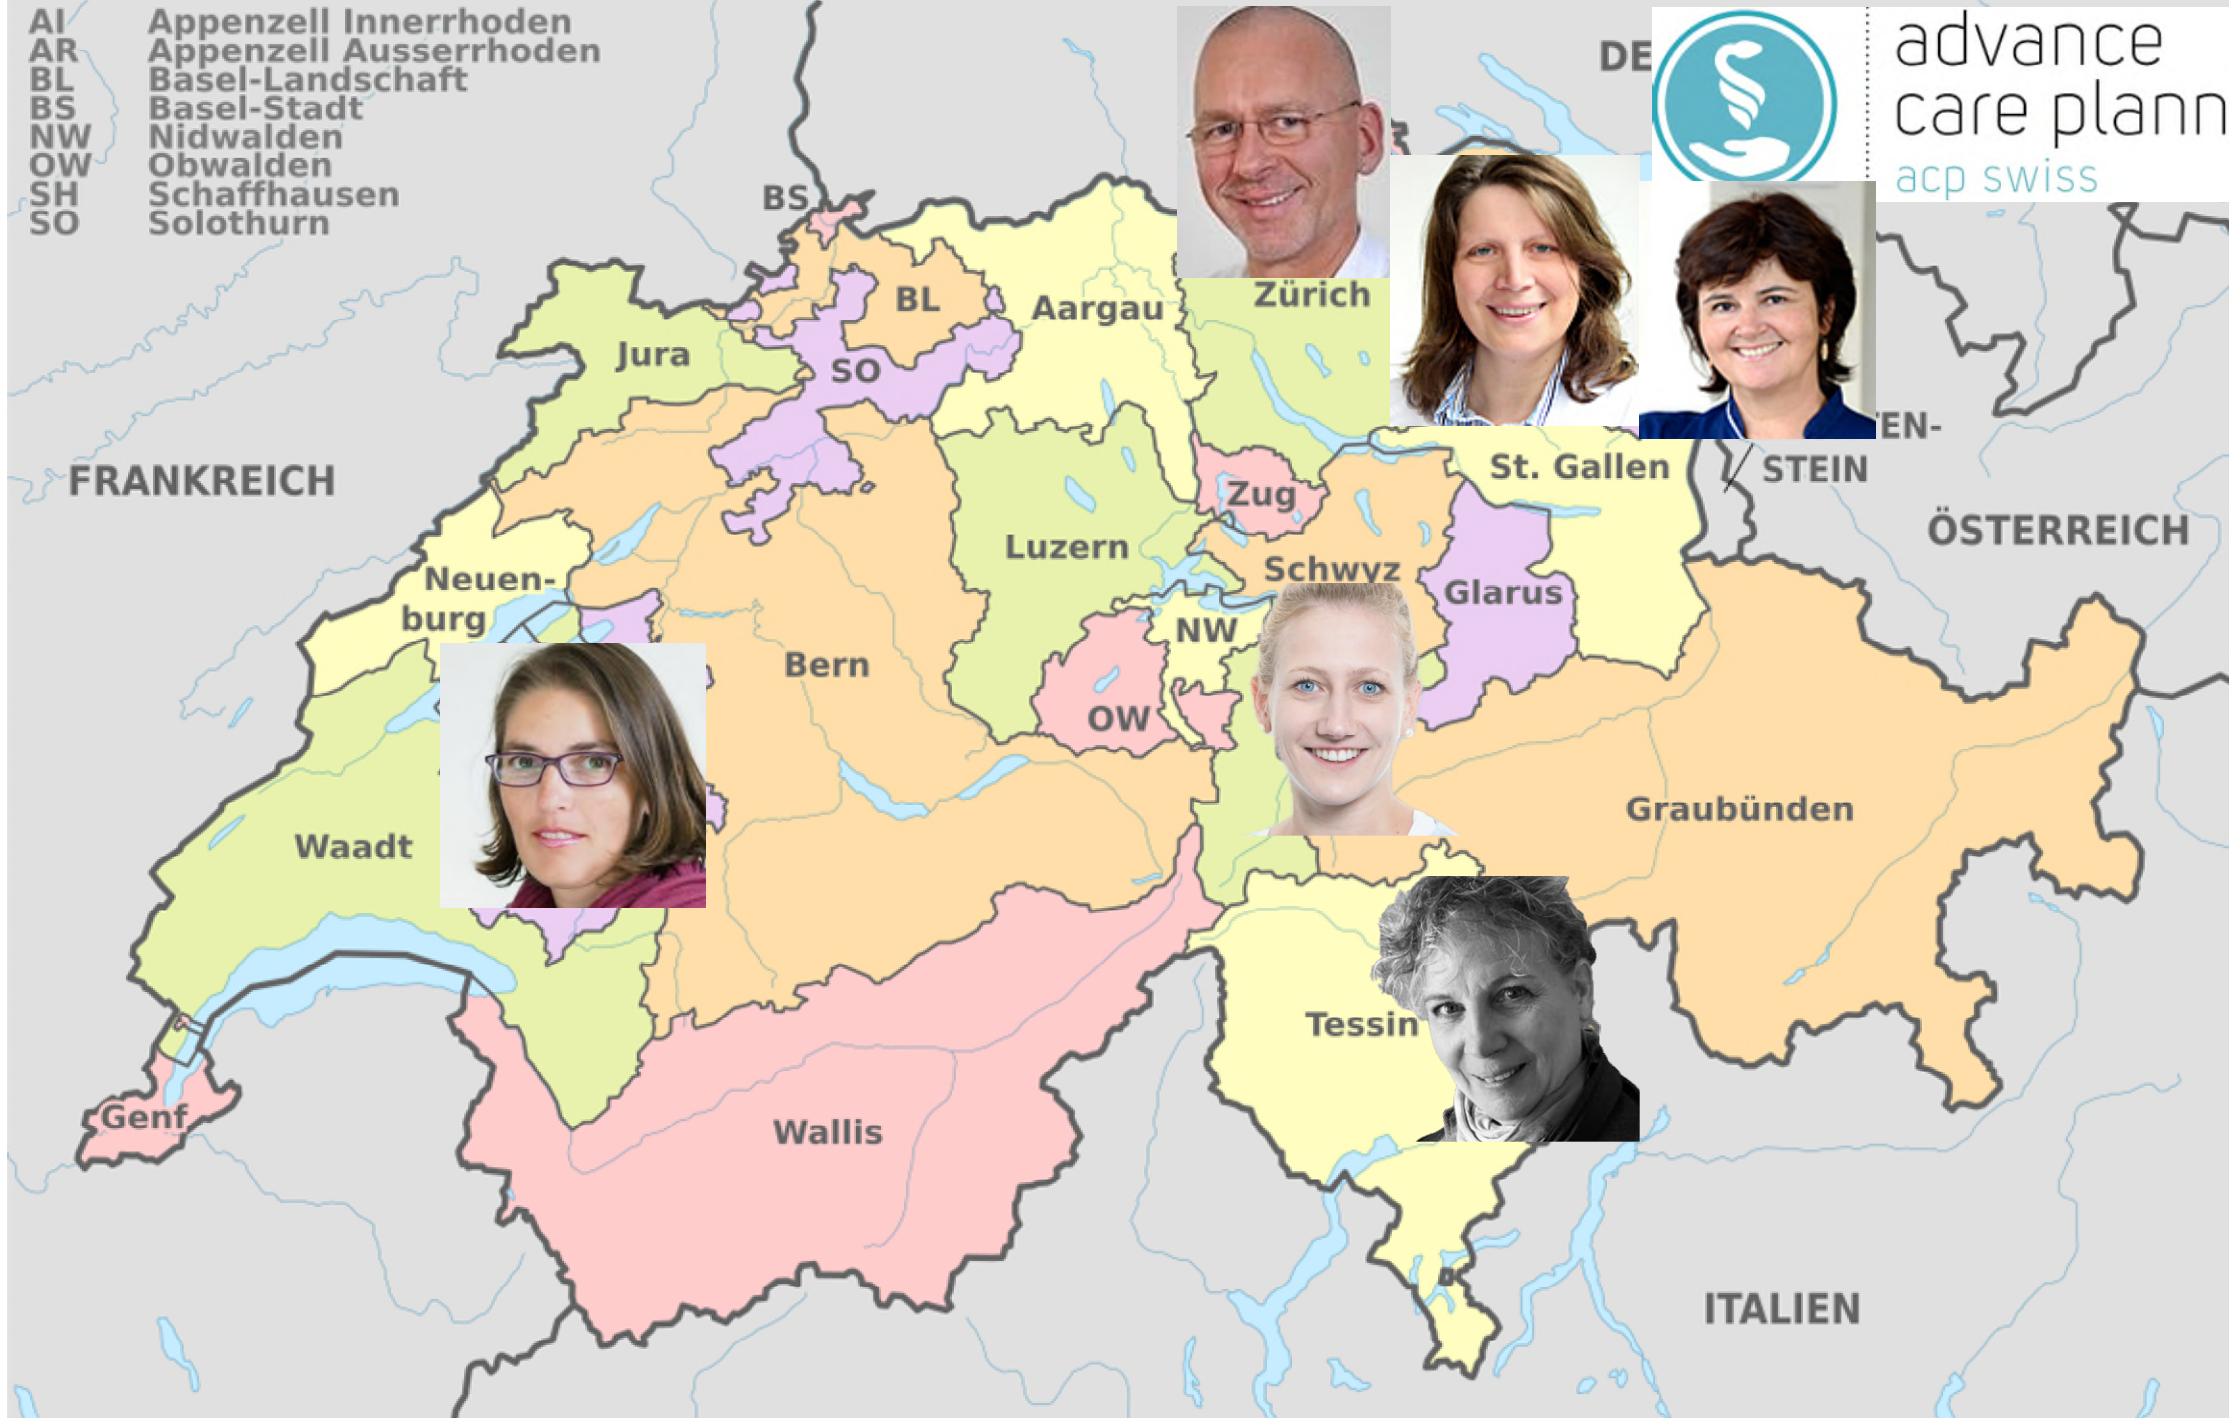 AI Appenzell Innerrhoden
AR Appenzell Ausserrhoden
BL Basel-Landschaft
BS Basel-Stadt
NW Nidwalden
OW Obwalden
SH Schaffhausen
SO Solothurn
DE
advance
care plann
acp swiss
BS
BL
Aargau
Zürich
Jura
SO
TEN-
STEIN
FRANKREICH
St. Gallen
Zug
ÖSTERREICH
Luzern
Schwyz
Neuen-
burg
Glarus
NW
Bern
OW
Graubünden
Waadt
Tessin
Genf
Wallis
ITALIEN